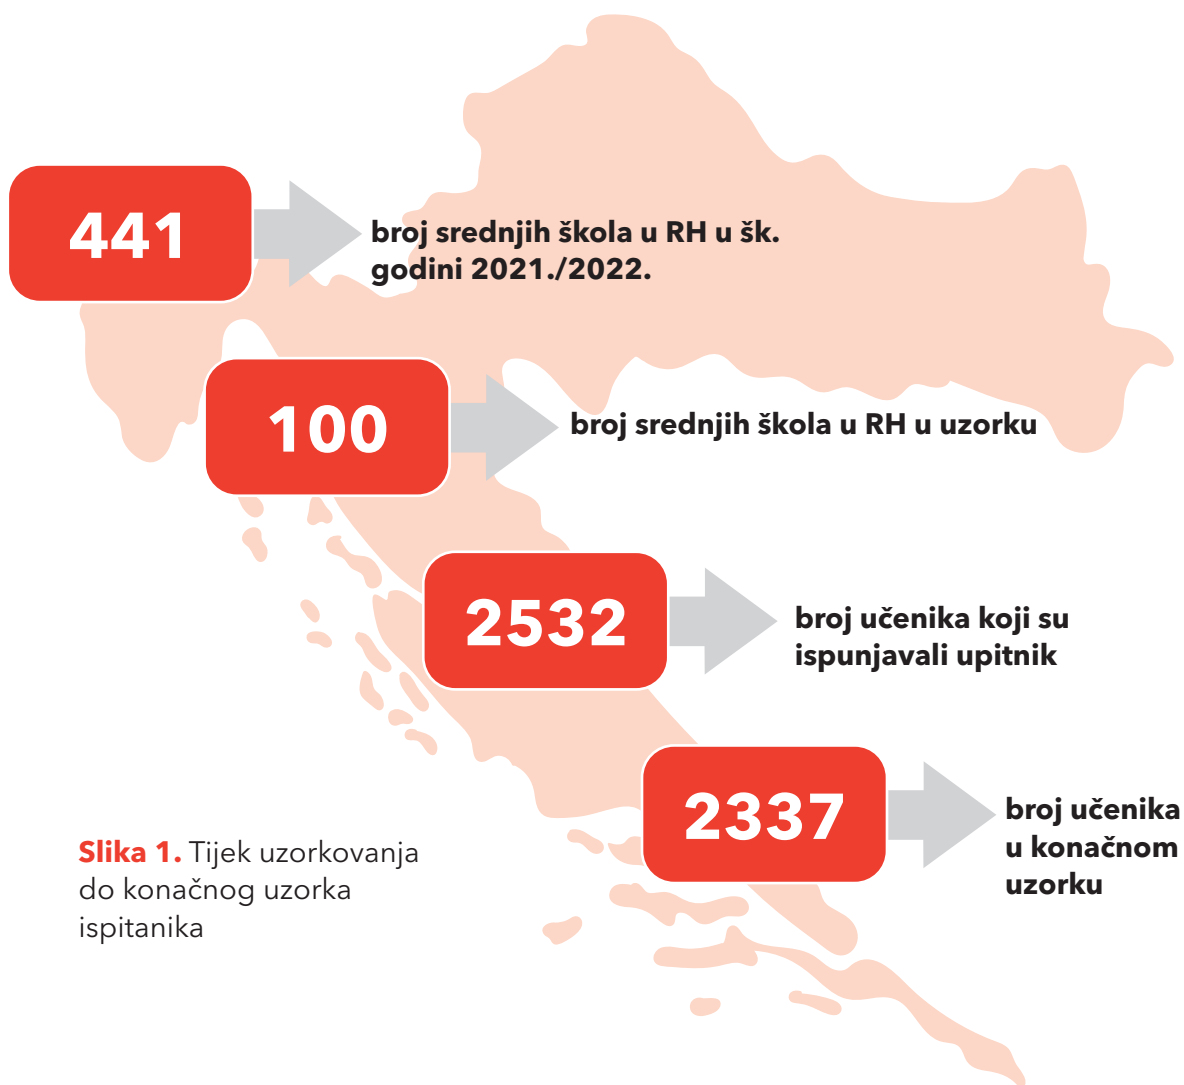 441
broj srednjih škola u RH u šk.
godini 2021./2022.
100
broj srednjih škola u RH u uzorku
2532
broj učenika koji su
ispunjavali upitnik
2337
broj učenika
u konačnom
uzorku
Slika 1. Tijek uzorkovanja
do konačnog uzorka
ispitanika